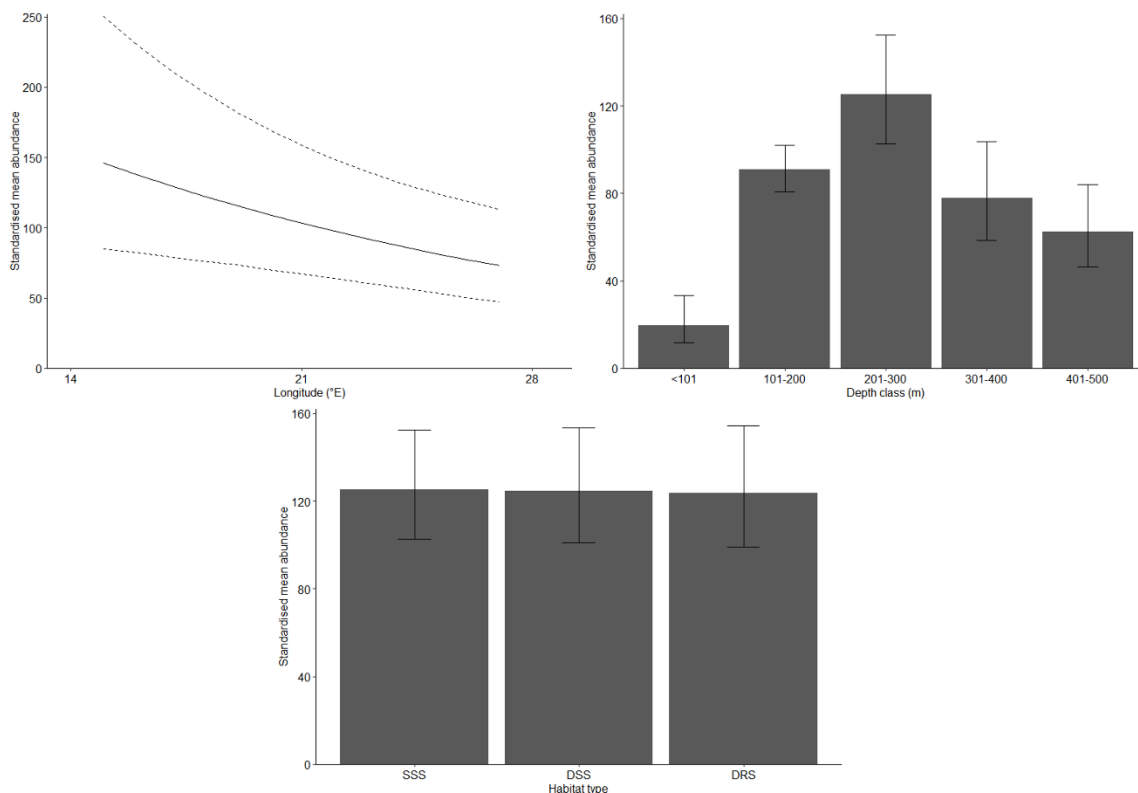 Standardised mean abundance
250
200
150
100
50
0
14
21
28
Longitude (°E)
Standardised mean abundance
160
120
80
40
0
<101
101-200
201-300
301-400
401-500
Depth class (m)
Standardised mean abundance
160
120
80
40
0
SSS
DSS
DRS
Habitat type